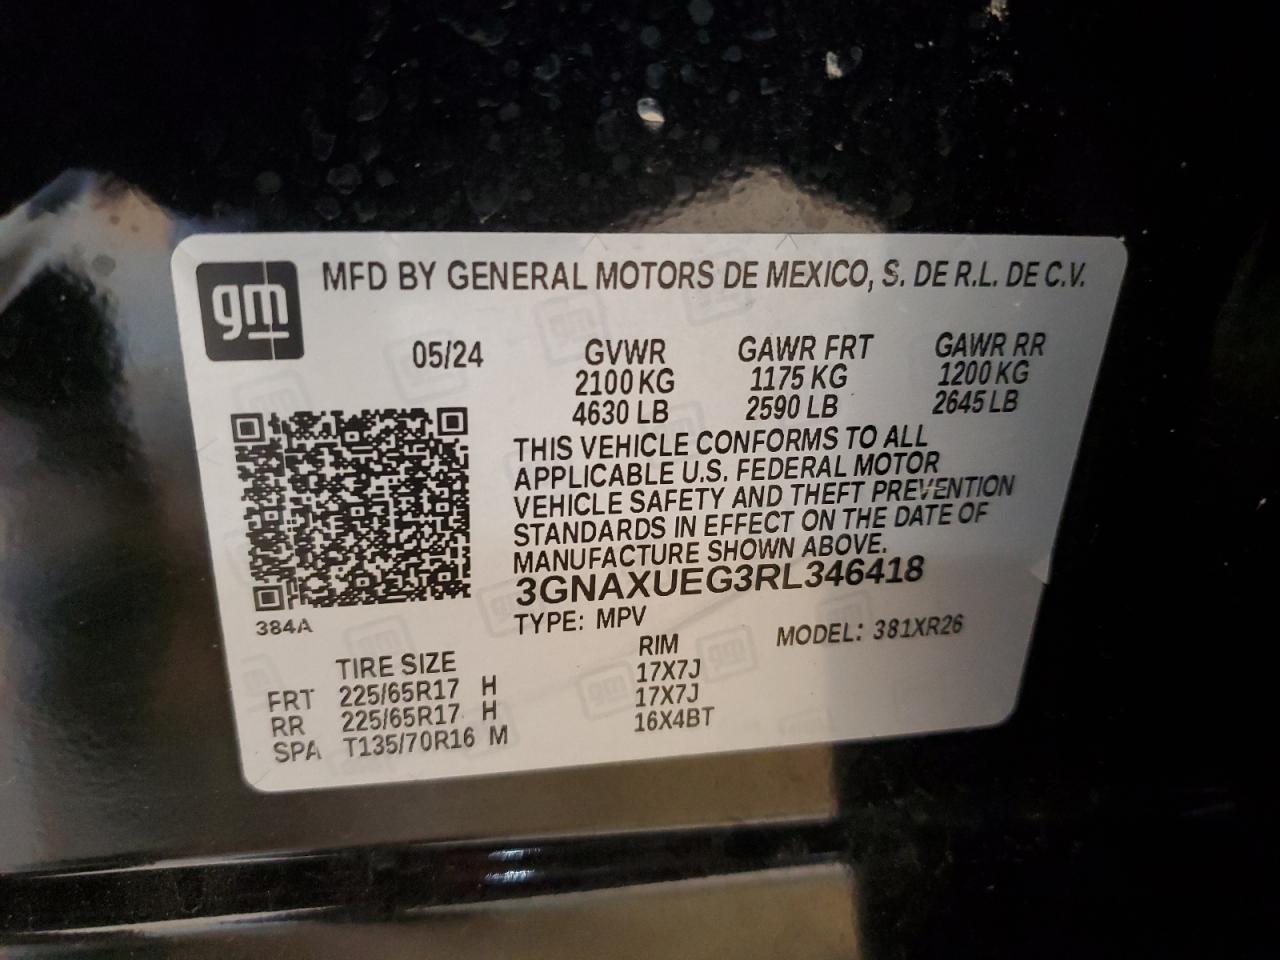 gm
MFD BY GENERAL MOTORS DE MEXICO, S. DE R.L. DE C.V.
05/24 GVWR GAWR FRT GAWR RR
2100 KG 1175 KG 1200 KG
4630 LB 2590 LB 2645 LB
THIS VEHICLE CONFORMS TO ALL
APPLICABLE U.S. FEDERAL MOTOR
VEHICLE SAFETY AND THEFT PREVENTION
STANDARDS IN EFFECT ON THE DATE OF
MANUFACTURE SHOWN ABOVE.
3GNAXUEG3RL346418
384A
TYPE: MPV MODEL: 381XR26
TIRE SIZE RIM
FRT 225/65R17 H 17X7J
RR 225/65R17 H 17X7J
SPA T135/70R16 M 16X4BT